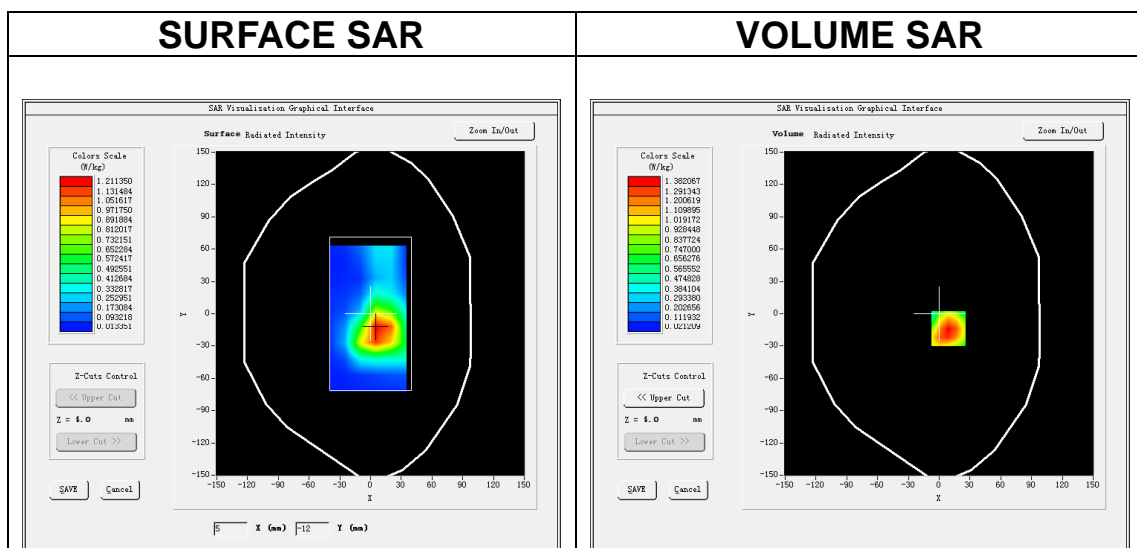 SURFACE SAR
VOLUME SAR
SAR Visualisation Graphical Interface
Surface Radiated Intensity
Zoom In/Out
Colors Scale
(W/kg)
1.211350
1.131484
1.051617
0.971750
0.891884
0.812017
0.732151
0.652284
0.572417
0.492551
0.412684
0.332817
0.252951
0.173084
0.093218
0.013351
150
120
90
60
30
0
-30
-60
-90
-120
-150
Y
-150 -120 -90 -60 -30 0 30 60 90 120 150
X
Z-Cuts Control
<< Upper Cut
Z = 4.0 mm
Lower Cut >>
SAVE Cancel
5 X (mm) -12 Y (mm)
SAR Visualisation Graphical Interface
Volume Radiated Intensity
Zoom In/Out
Colors Scale
(W/kg)
1.382067
1.291343
1.200619
1.109895
1.019172
0.928448
0.837724
0.747000
0.656276
0.565552
0.474828
0.384104
0.293380
0.202656
0.111932
0.021209
150
120
90
60
30
0
-30
-60
-90
-120
-150
Y
-150 -120 -90 -60 -30 0 30 60 90 120 150
X
Z-Cuts Control
<< Upper Cut
Z = 4.0 mm
Lower Cut >>
SAVE Cancel